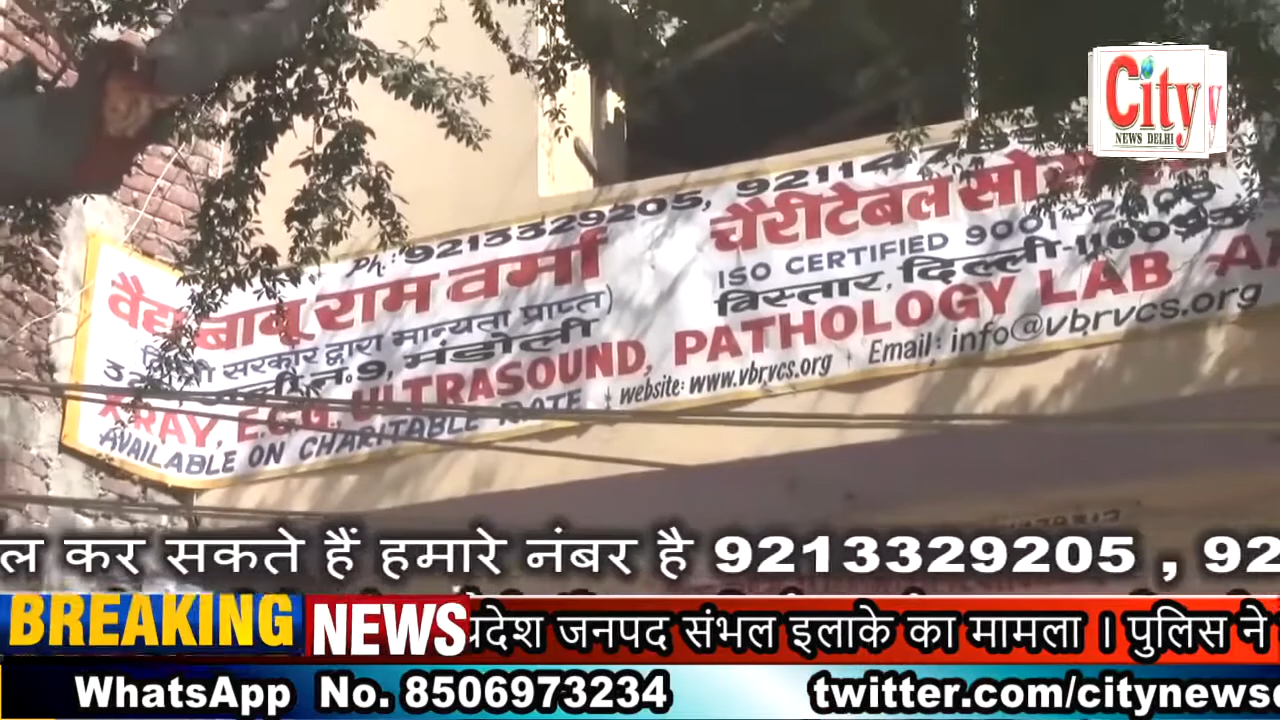 City
NEWS DELHI
Ph.: 9213329205,
वैद्य बाबू राम वर्मा चैरीटेबल
सरकार द्वारा मान्यता प्राप्त) ISO CERTIFIED 9001-2008
नं.9, मंडोली विस्तार, दिल्ली-110093
X-RAY, E.C.G. ULTRASOUND, PATHOLOGY LAB
AVAILABLE ON CHARITABLE RATE website: www.vbrvcs.org Email: info@vbrvcs.org
ल कर सकते हैं हमारे नंबर है 9213329205 , 92
BREAKING NEWS प्रदेश जनपद संभल इलाके का मामला । पुलिस ने
WhatsApp No. 8506973234 twitter.com/citynews